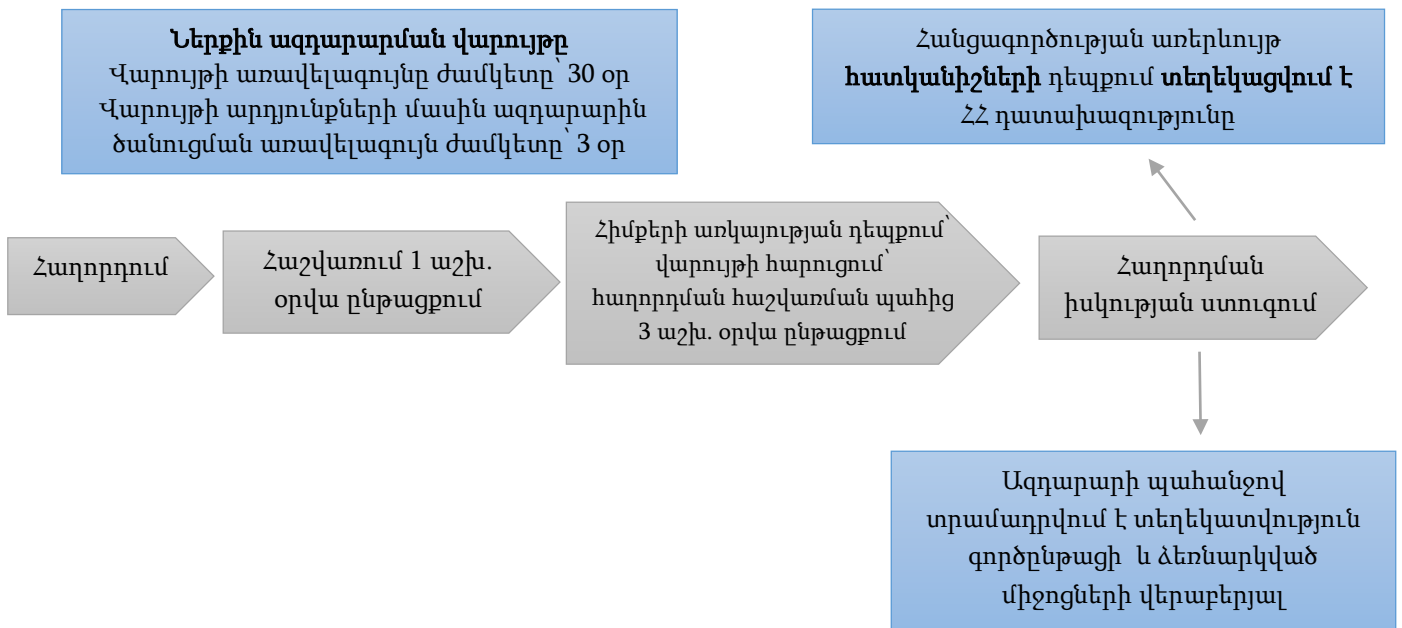 Ներքին ազդարարման վարույթը
Վարույթի առավելագույնը ժամկետը՝ 30 օր
Վարույթի արդյունքների մասին ազդարարին
ծանուցման առավելագույն ժամկետը՝ 3 օր
Հանցագործության առերևույթ
հատկանիշների դեպքում տեղեկացվում է
ՀՀ դատախազությունը
Հաղորդում
Հաշվառում 1 աշխ.
օրվա ընթացքում
Հիմքերի առկայության դեպքում՝
վարույթի հարուցում՝
հաղորդման հաշվառման պահից
3 աշխ. օրվա ընթացքում
Հաղորդման
իսկության ստուգում
Ազդարարի պահանջով
տրամադրվում է տեղեկատվություն
գործընթացի և ձեռնարկված
միջոցների վերաբերյալ